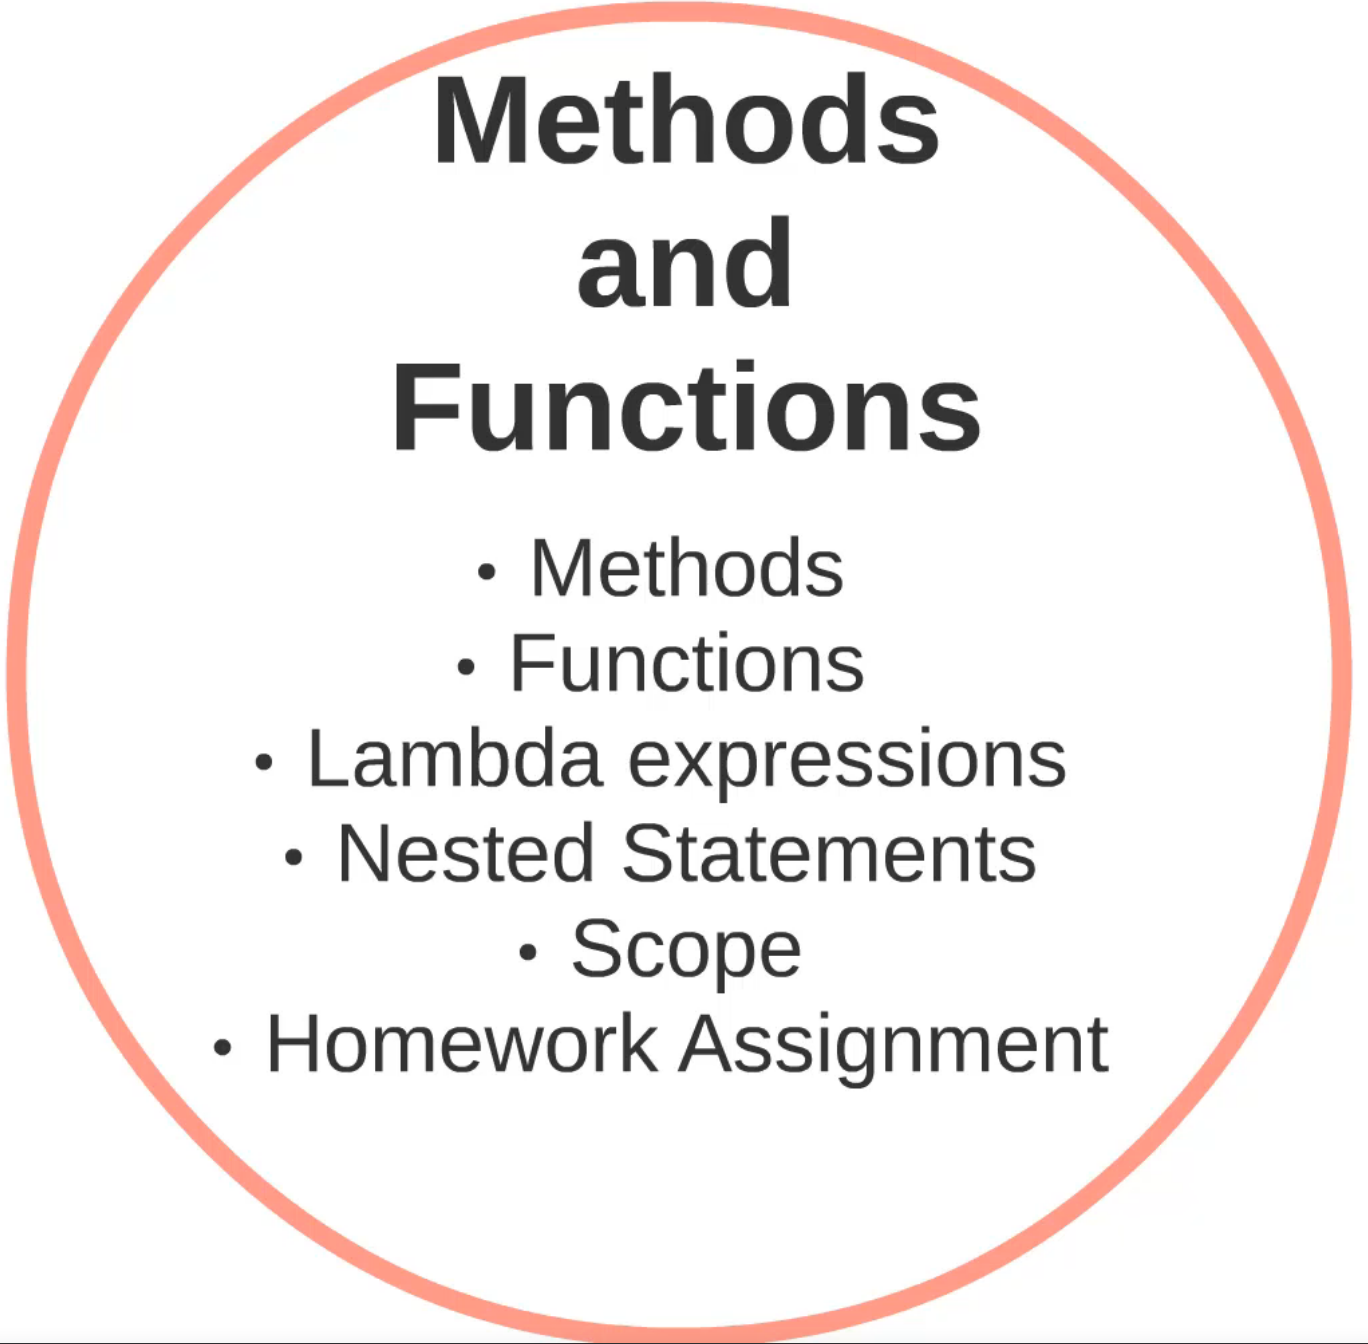 Methods
and
Functions
• Methods
• Functions
• Lambda expressions
• Nested Statements
• Scope
• Homework Assignment